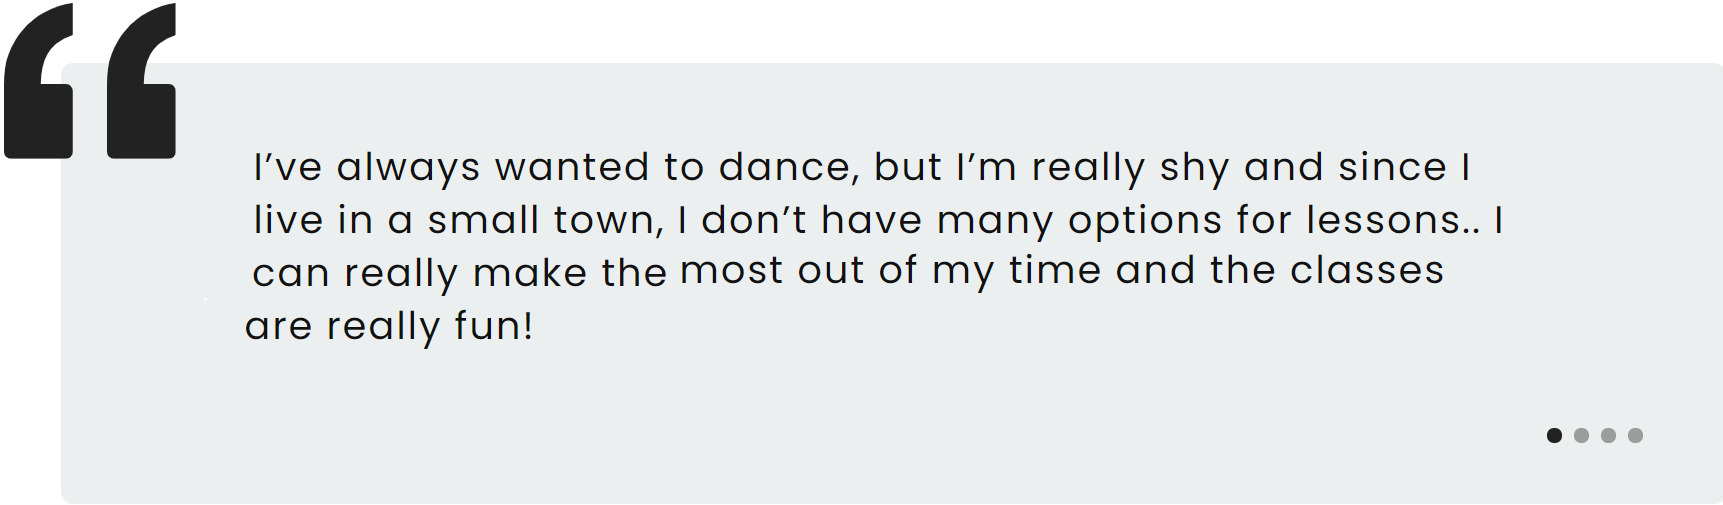 “
I’ve always wanted to dance, but I’m really shy and since I
live in a small town, I don’t have many options for lessons.. I
can really make the most out of my time and the classes
are really fun!